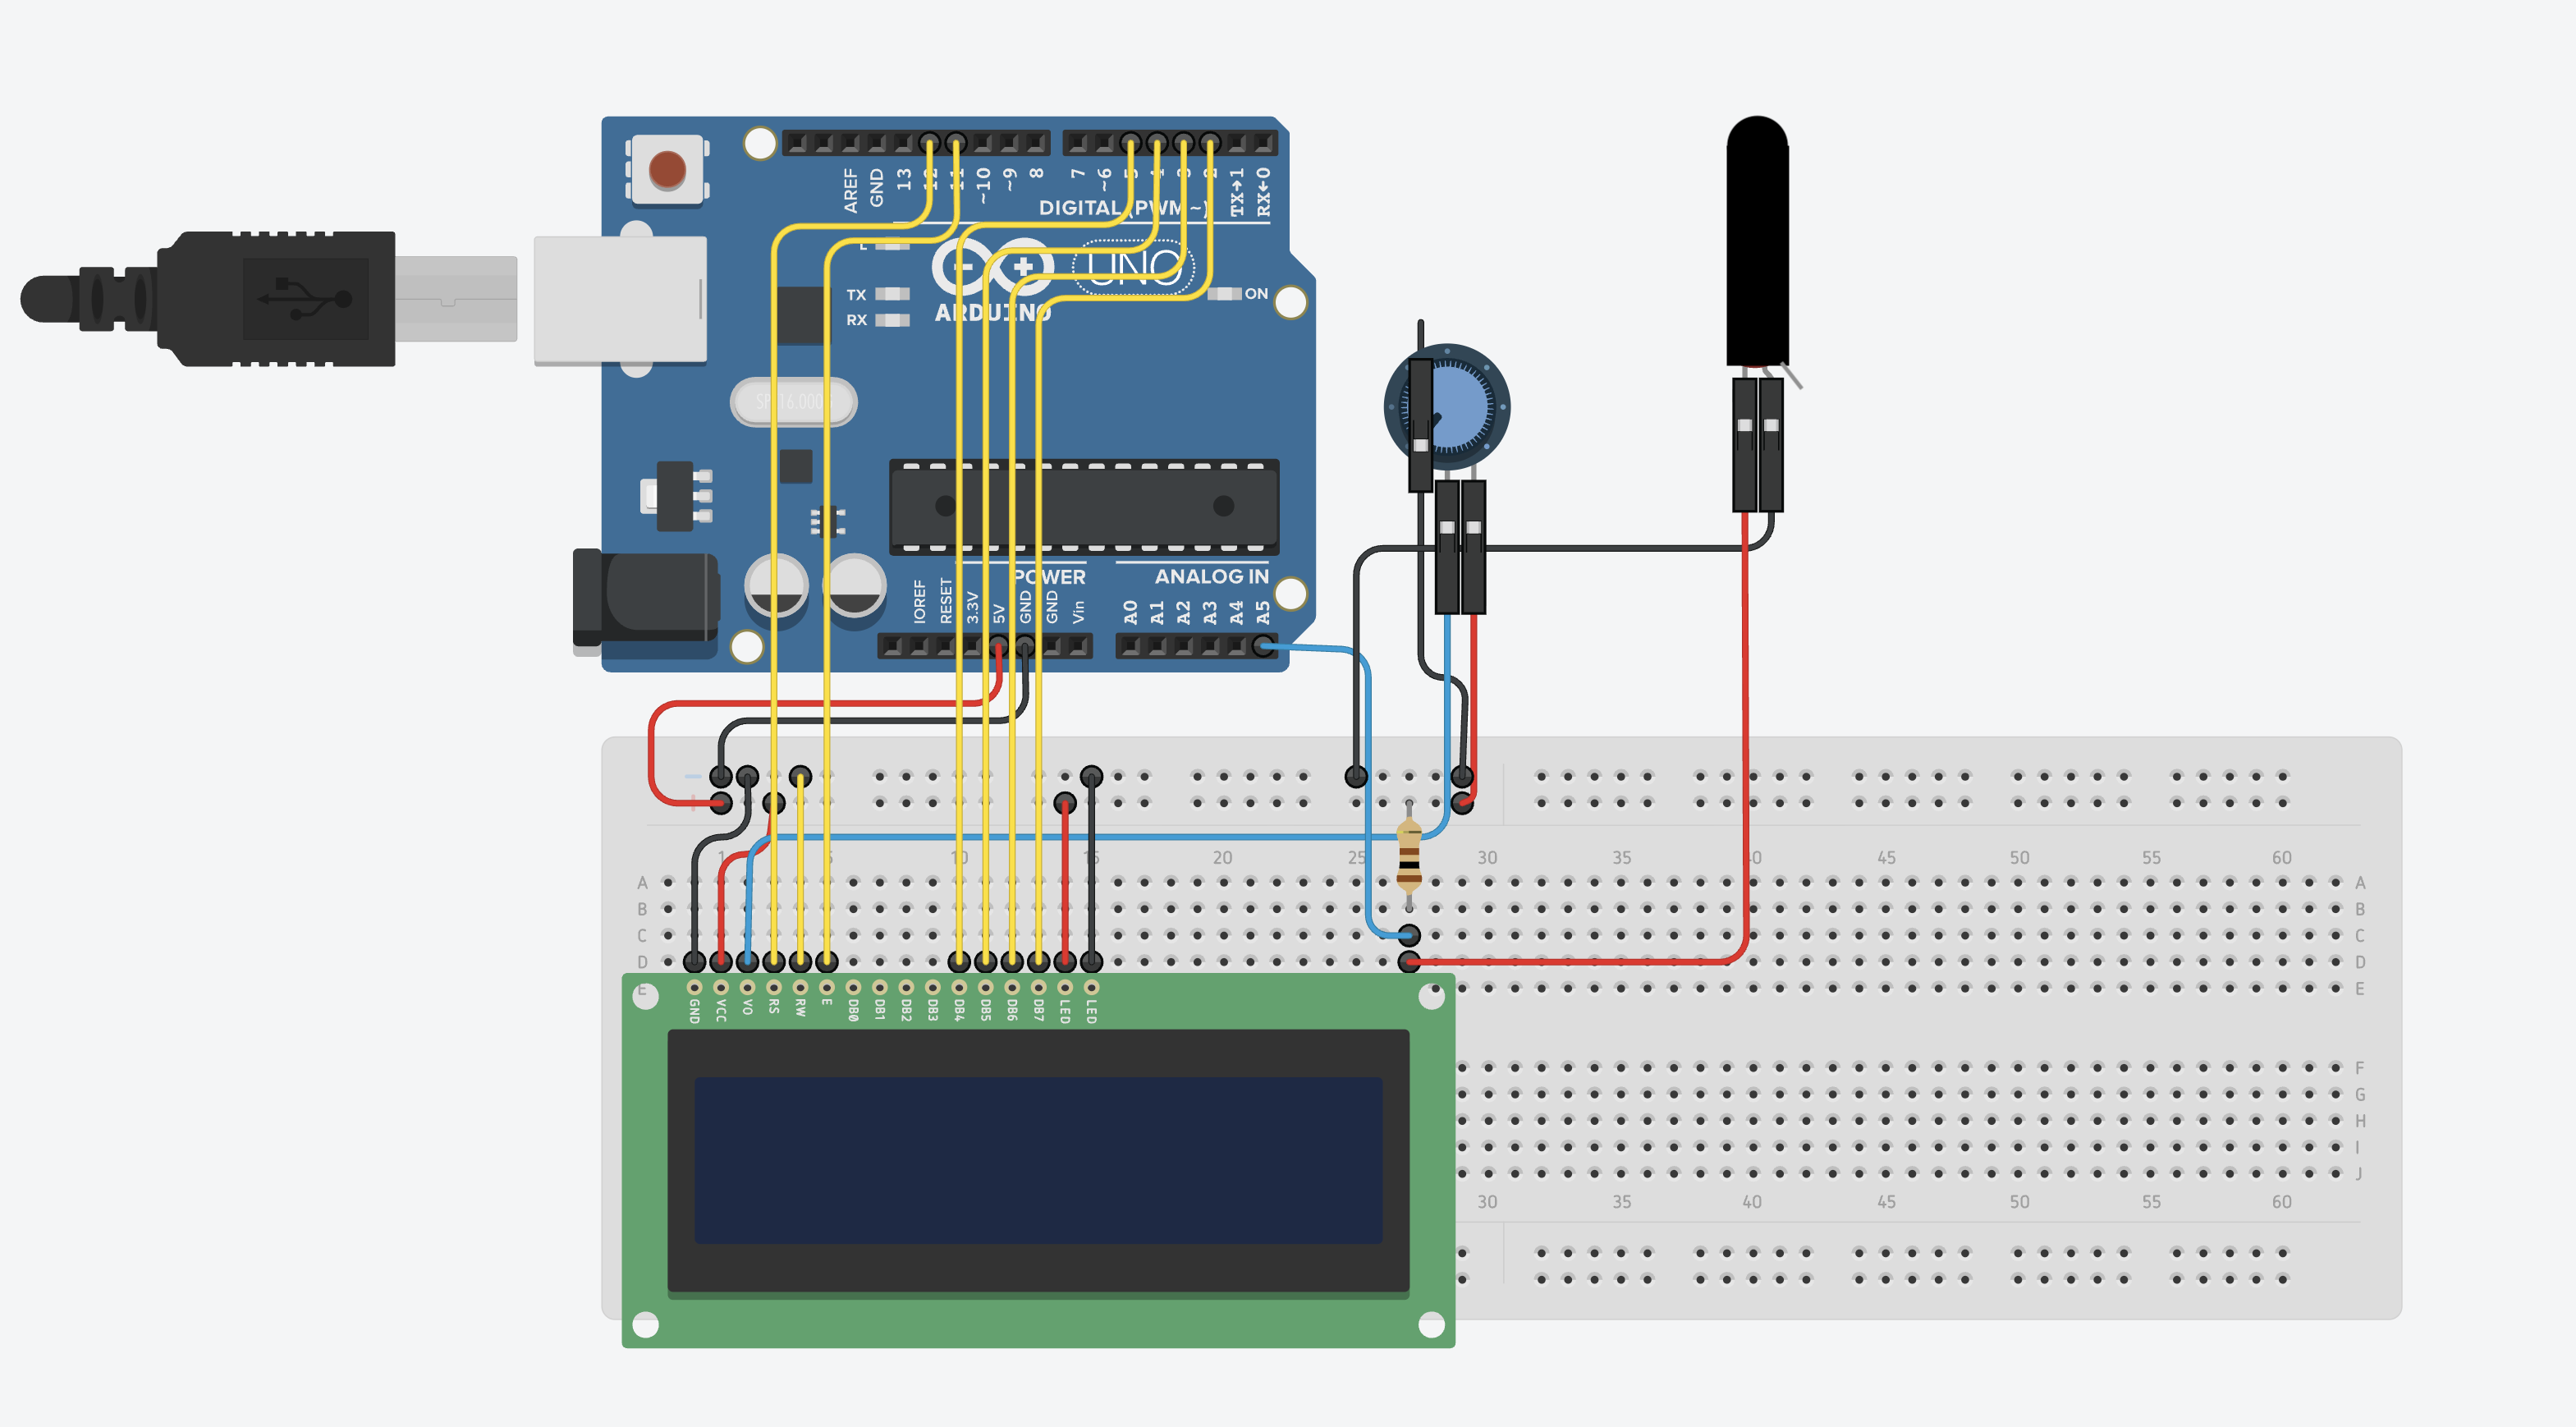 AREF GND 13 12 11 ~10 ~9 8 7 ~6 5 4 3 2 TX→1 RX←0
DIGITAL (PWM ~)
L
UNO
TX
RX
ON
ARDUINO
IOREF RESET 3.3V 5V GND GND Vin
POWER
A0 A1 A2 A3 A4 A5
ANALOG IN
− +
1 5 10 15 20 25 30 35 40 45 50 55 60
A A
B B
C C
D D
E E
GND VCC VO RS RW E DB0 DB1 DB2 DB3 DB4 DB5 DB6 DB7 LED LED
F
G
H
I
J
30 35 40 45 50 55 60